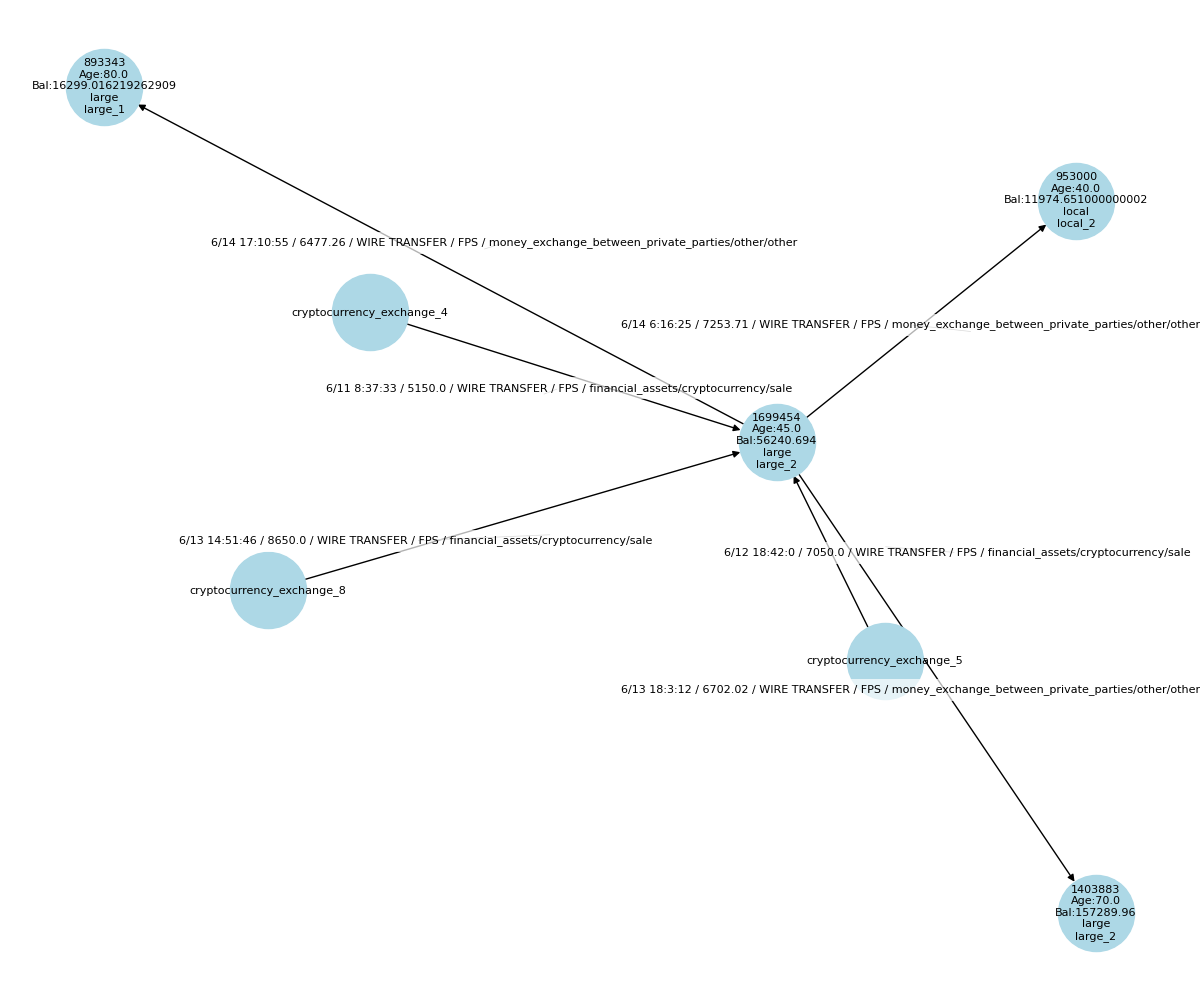 893343
Age:80.0
Bal:16299.016219262909
large
large_1
953000
Age:40.0
Bal:11974.651000000002
local
local_2
6/14 17:10:55 / 6477.26 / WIRE TRANSFER / FPS / money_exchange_between_private_parties/other/other
cryptocurrency_exchange_4
6/14 6:16:25 / 7253.71 / WIRE TRANSFER / FPS / money_exchange_between_private_parties/other/other
6/11 8:37:33 / 5150.0 / WIRE TRANSFER / FPS / financial_assets/cryptocurrency/sale
1699454
Age:45.0
Bal:56240.694
large
large_2
6/13 14:51:46 / 8650.0 / WIRE TRANSFER / FPS / financial_assets/cryptocurrency/sale
6/12 18:42:0 / 7050.0 / WIRE TRANSFER / FPS / financial_assets/cryptocurrency/sale
cryptocurrency_exchange_8
cryptocurrency_exchange_5
6/13 18:3:12 / 6702.02 / WIRE TRANSFER / FPS / money_exchange_between_private_parties/other/other
1403883
Age:70.0
Bal:157289.96
large
large_2